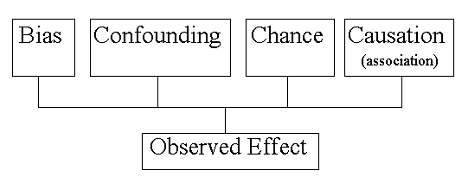 Bias
Confounding
Chance
Causation
(association)
Observed Effect